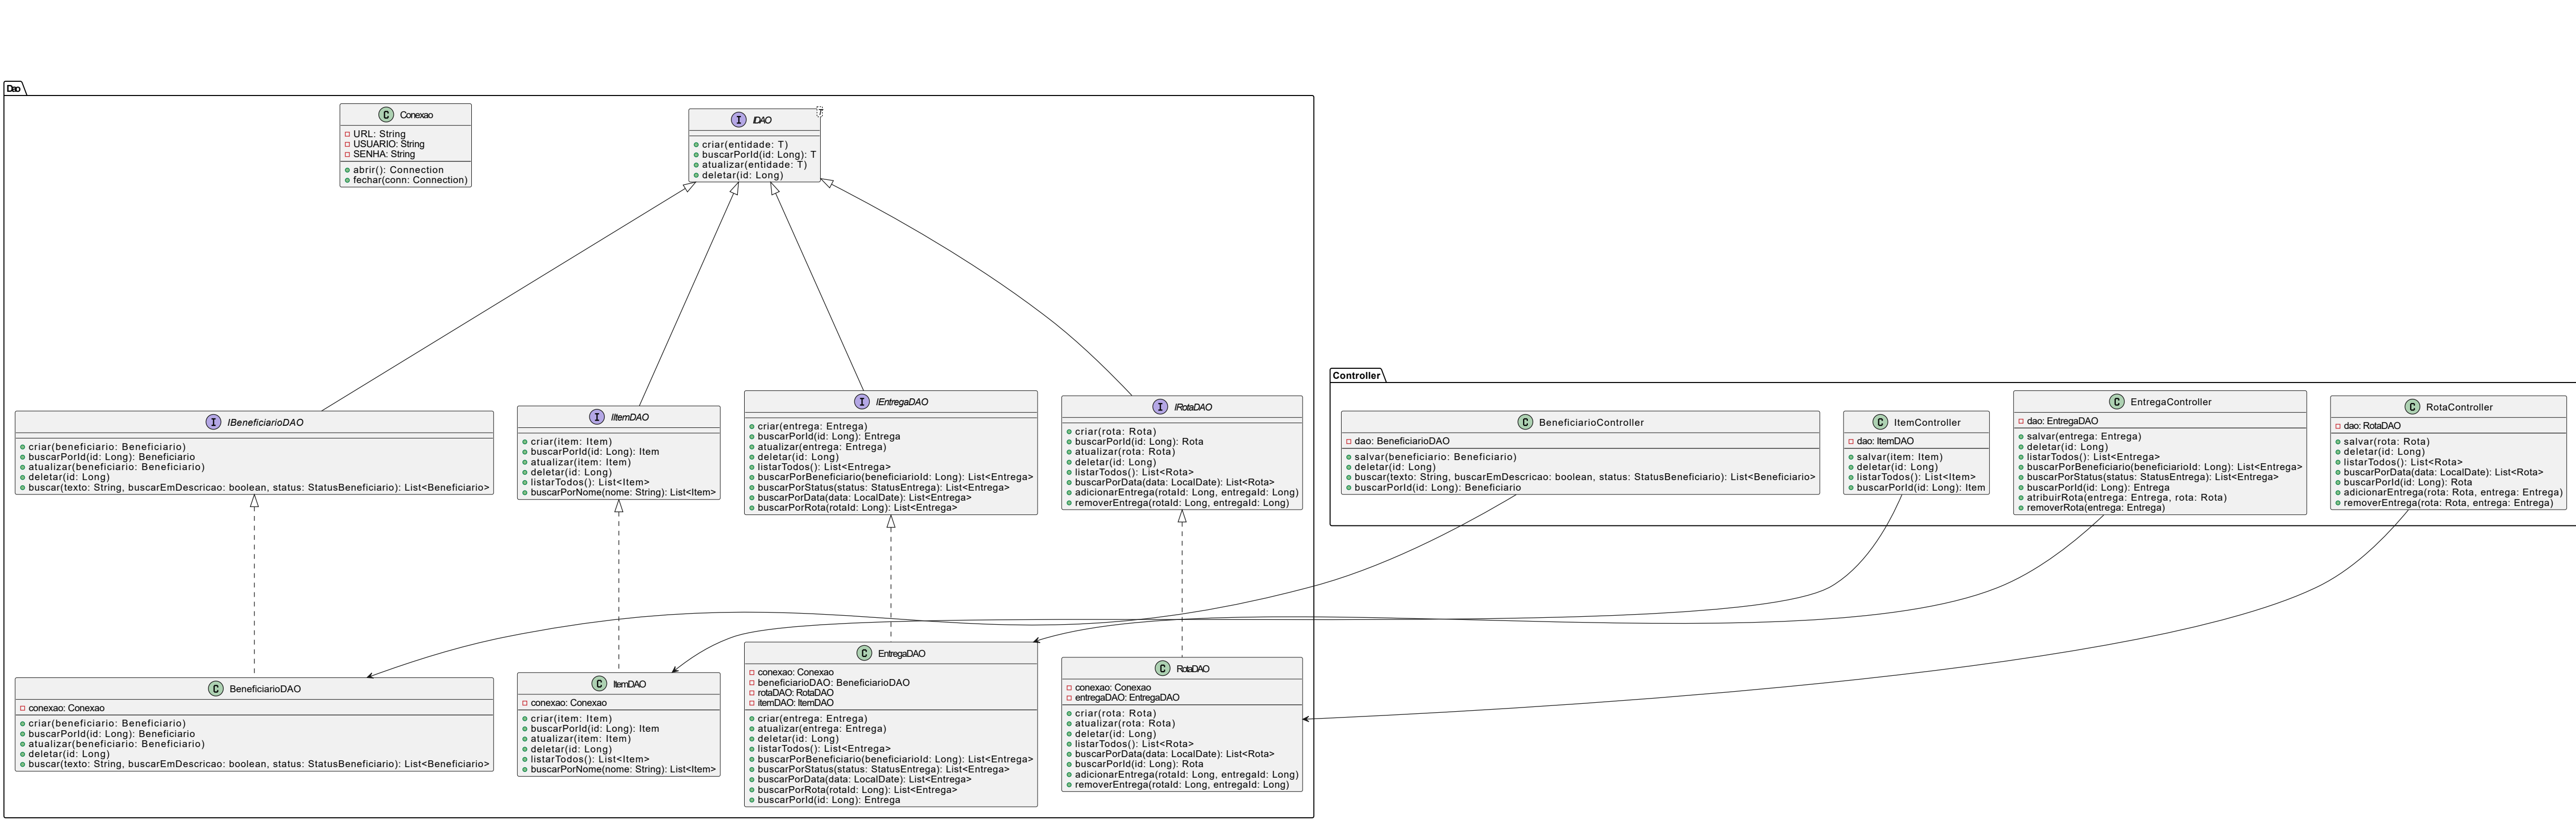 Dao
Conexao
URL: String
USUARIO: String
SENHA: String
abrir(): Connection
fechar(conn: Connection)
IDAO
T
criar(entidade: T)
buscarPorId(id: Long): T
atualizar(entidade: T)
deletar(id: Long)
IBeneficiarioDAO
criar(beneficiario: Beneficiario)
buscarPorId(id: Long): Beneficiario
atualizar(beneficiario: Beneficiario)
deletar(id: Long)
buscar(texto: String, buscarEmDescricao: boolean, status: StatusBeneficiario): List<Beneficiario>
IItemDAO
criar(item: Item)
buscarPorId(id: Long): Item
atualizar(item: Item)
deletar(id: Long)
listarTodos(): List<Item>
buscarPorNome(nome: String): List<Item>
IEntregaDAO
criar(entrega: Entrega)
buscarPorId(id: Long): Entrega
atualizar(entrega: Entrega)
deletar(id: Long)
listarTodos(): List<Entrega>
buscarPorBeneficiario(beneficiarioId: Long): List<Entrega>
buscarPorStatus(status: StatusEntrega): List<Entrega>
buscarPorData(data: LocalDate): List<Entrega>
buscarPorRota(rotaId: Long): List<Entrega>
IRotaDAO
criar(rota: Rota)
buscarPorId(id: Long): Rota
atualizar(rota: Rota)
deletar(id: Long)
listarTodos(): List<Rota>
buscarPorData(data: LocalDate): List<Rota>
adicionarEntrega(rotaId: Long, entregaId: Long)
removerEntrega(rotaId: Long, entregaId: Long)
Controller
BeneficiarioController
dao: BeneficiarioDAO
salvar(beneficiario: Beneficiario)
deletar(id: Long)
buscar(texto: String, buscarEmDescricao: boolean, status: StatusBeneficiario): List<Beneficiario>
buscarPorId(id: Long): Beneficiario
ItemController
dao: ItemDAO
salvar(item: Item)
deletar(id: Long)
listarTodos(): List<Item>
buscarPorId(id: Long): Item
EntregaController
dao: EntregaDAO
salvar(entrega: Entrega)
deletar(id: Long)
listarTodos(): List<Entrega>
buscarPorBeneficiario(beneficiarioId: Long): List<Entrega>
buscarPorStatus(status: StatusEntrega): List<Entrega>
buscarPorId(id: Long): Entrega
atribuirRota(entrega: Entrega, rota: Rota)
removerRota(entrega: Entrega)
RotaController
dao: RotaDAO
salvar(rota: Rota)
deletar(id: Long)
listarTodos(): List<Rota>
buscarPorData(data: LocalDate): List<Rota>
buscarPorId(id: Long): Rota
adicionarEntrega(rota: Rota, entrega: Entrega)
removerEntrega(rota: Rota, entrega: Entrega)
BeneficiarioDAO
conexao: Conexao
criar(beneficiario: Beneficiario)
buscarPorId(id: Long): Beneficiario
atualizar(beneficiario: Beneficiario)
deletar(id: Long)
buscar(texto: String, buscarEmDescricao: boolean, status: StatusBeneficiario): List<Beneficiario>
ItemDAO
conexao: Conexao
criar(item: Item)
buscarPorId(id: Long): Item
atualizar(item: Item)
deletar(id: Long)
listarTodos(): List<Item>
buscarPorNome(nome: String): List<Item>
EntregaDAO
conexao: Conexao
beneficiarioDAO: BeneficiarioDAO
rotaDAO: RotaDAO
itemDAO: ItemDAO
criar(entrega: Entrega)
atualizar(entrega: Entrega)
deletar(id: Long)
listarTodos(): List<Entrega>
buscarPorBeneficiario(beneficiarioId: Long): List<Entrega>
buscarPorStatus(status: StatusEntrega): List<Entrega>
buscarPorData(data: LocalDate): List<Entrega>
buscarPorRota(rotaId: Long): List<Entrega>
buscarPorId(id: Long): Entrega
RotaDAO
conexao: Conexao
entregaDAO: EntregaDAO
criar(rota: Rota)
atualizar(rota: Rota)
deletar(id: Long)
listarTodos(): List<Rota>
buscarPorData(data: LocalDate): List<Rota>
buscarPorId(id: Long): Rota
adicionarEntrega(rotaId: Long, entregaId: Long)
removerEntrega(rotaId: Long, entregaId: Long)